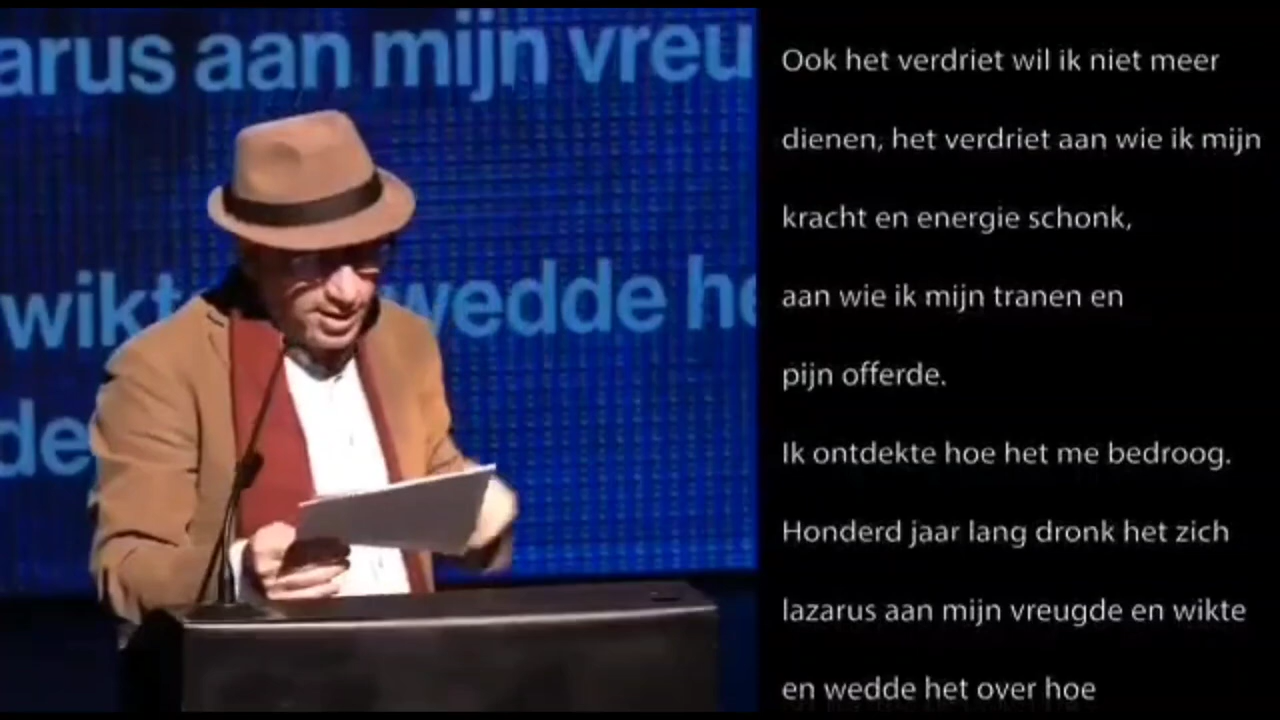 arus aan mijn vreu
wikt wedde he
de
Ook het verdriet wil ik niet meer
dienen, het verdriet aan wie ik mijn
kracht en energie schonk,
aan wie ik mijn tranen en
pijn offerde.
Ik ontdekte hoe het me bedroog.
Honderd jaar lang dronk het zich
lazarus aan mijn vreugde en wikte
en wedde het over hoe